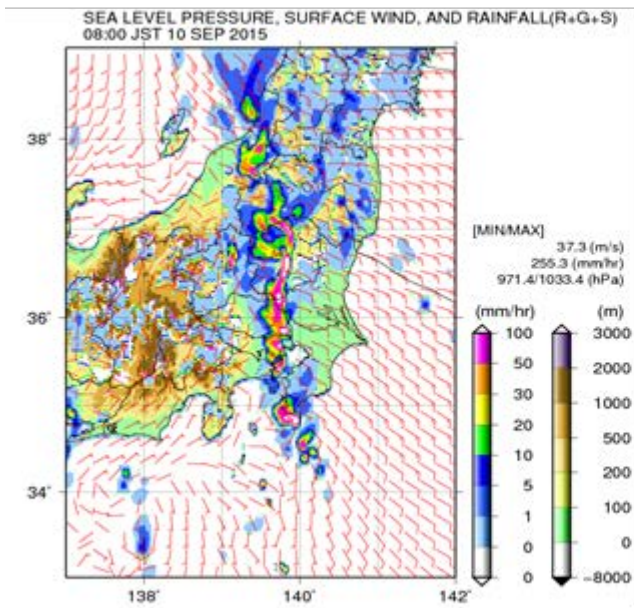 SEA LEVEL PRESSURE, SURFACE WIND, AND RAINFALL(R+G+S)
08:00 JST 10 SEP 2015
38°
36°
34°
138°
140°
142°
[MIN/MAX]
37.3 (m/s)
255.3 (mm/hr)
971.4/1033.4 (hPa)
(mm/hr)
100
50
30
20
10
5
1
0
0
(m)
3000
2000
1000
500
200
100
0
-8000